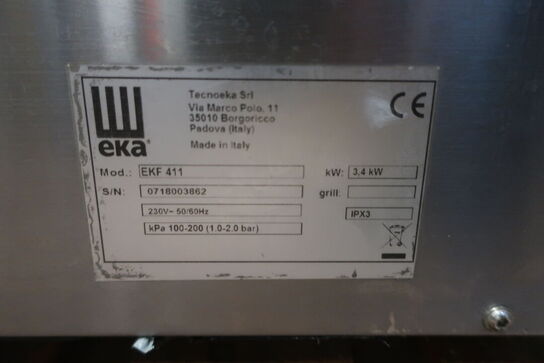 Tecnoeka Srl
Via Marco Polo, 11
35010 Borgoricco
Padova (Italy)
Made in Italy
eka
CE
Mod.: EKF 411 kW: 3,4 kW
S/N: 0718003862 grill:
230V~ 50/60Hz IPX3
kPa 100-200 (1.0-2.0 bar)